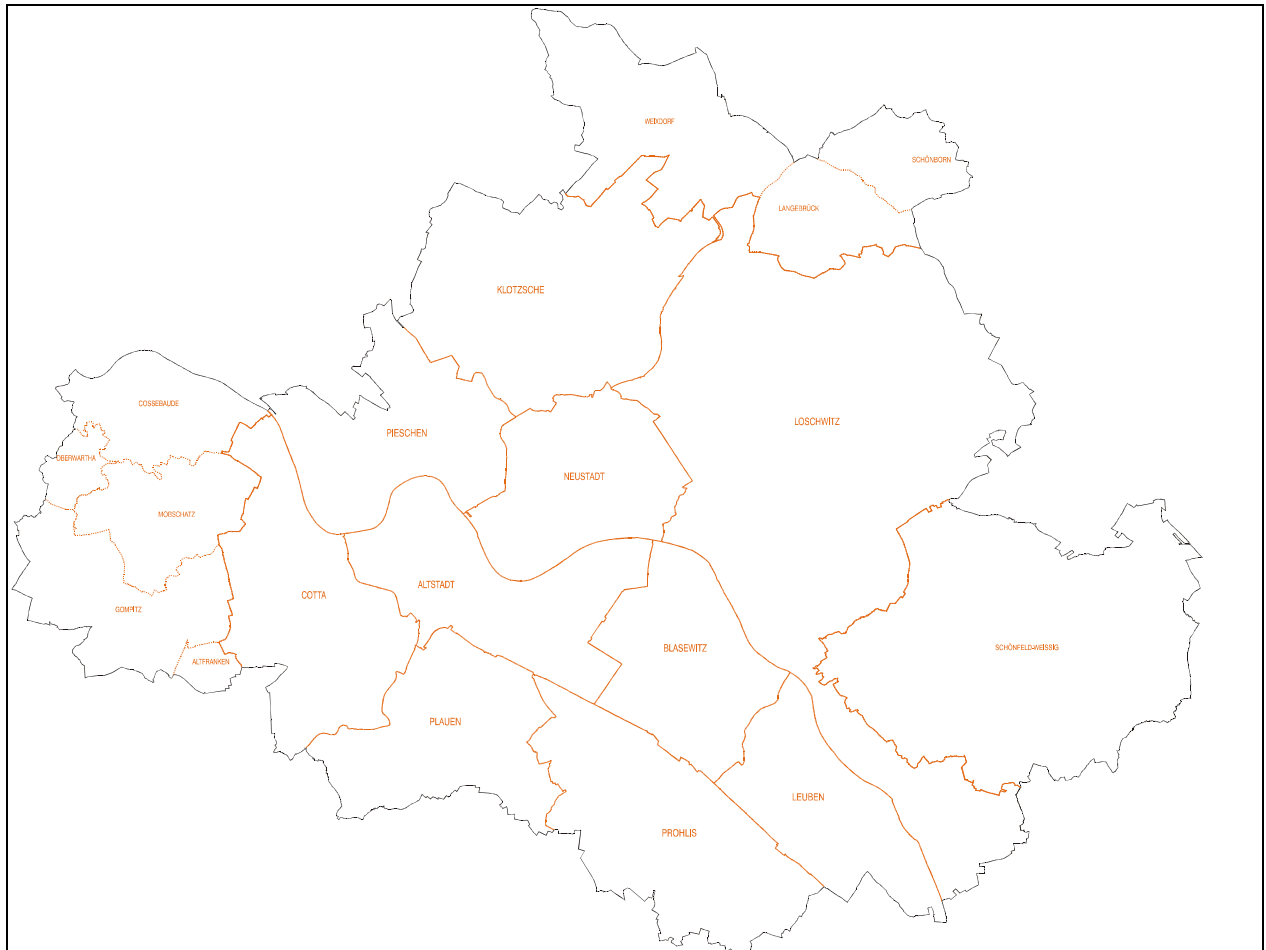 WEIXDORF
SCHÖNBORN
LANGEBRÜCK
KLOTZSCHE
COSSEBAUDE
LOSCHWITZ
PIESCHEN
OBERWARTHA
NEUSTADT
MOBSCHATZ
ALTSTADT
COTTA
GOMPITZ
BLASEWITZ
SCHÖNFELD-WEISSIG
ALTFRANKEN
PLAUEN
LEUBEN
PROHLIS